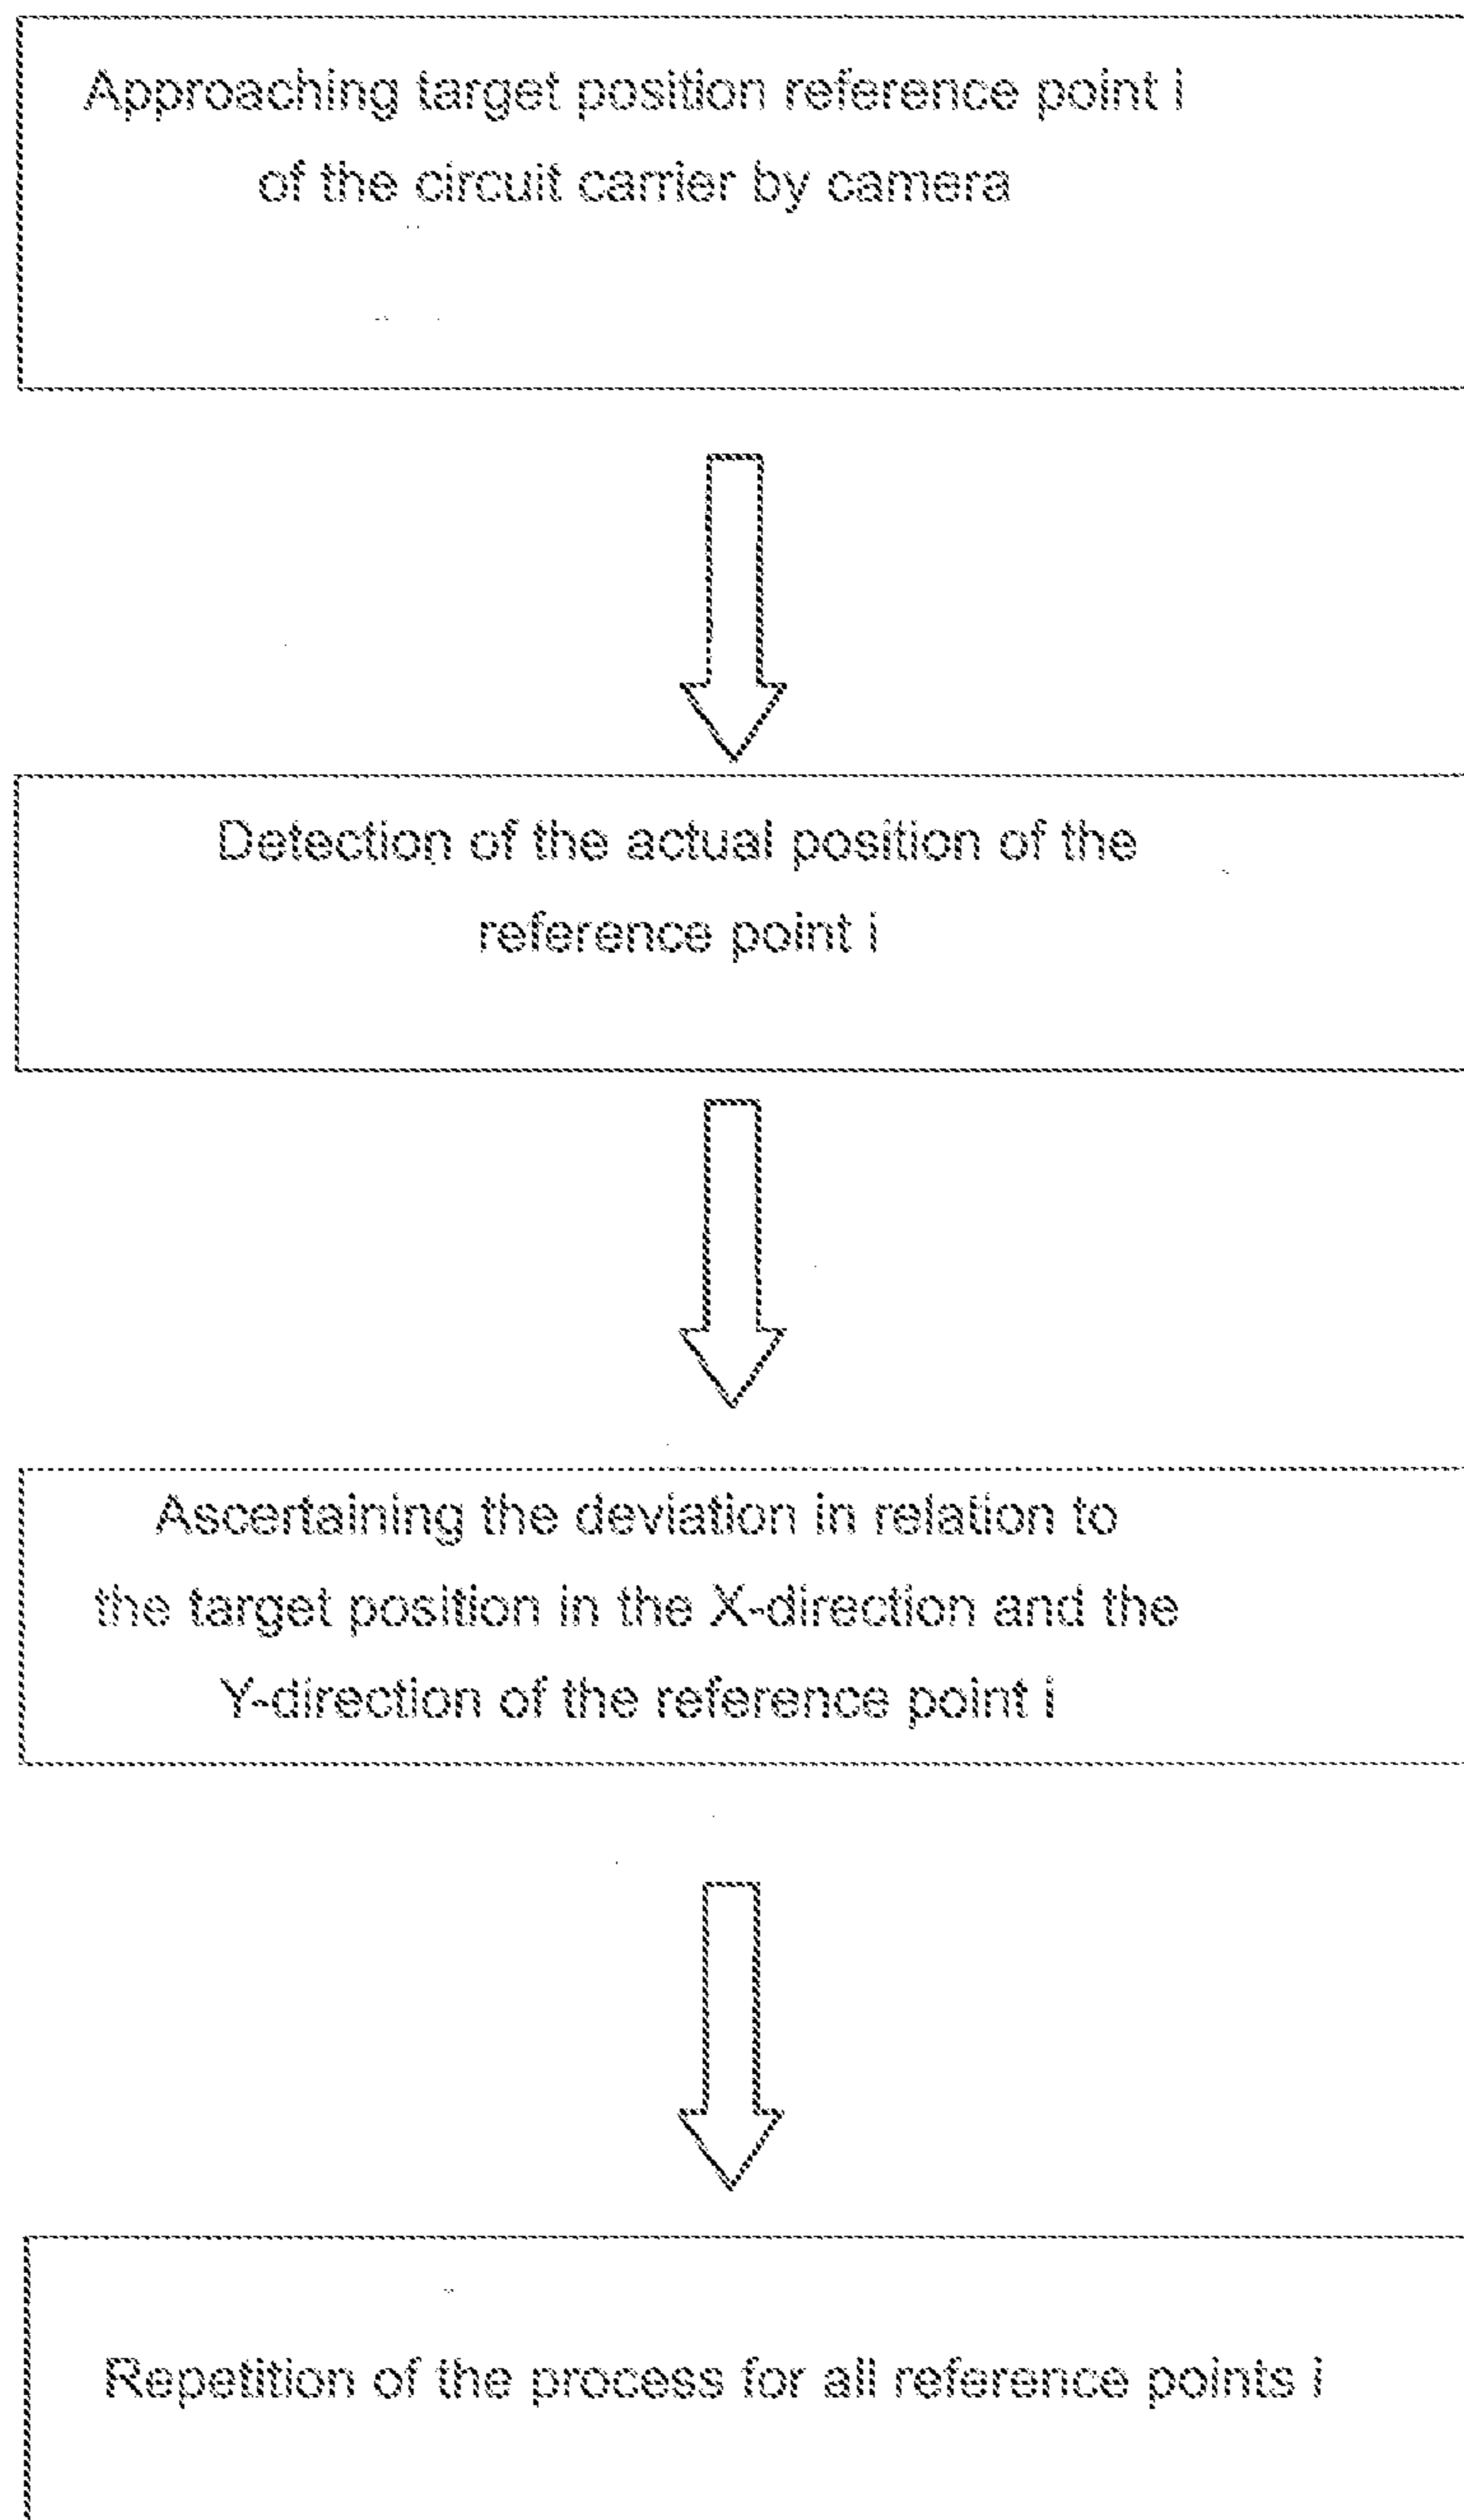 Approaching target position reference point i
of the circuit carrier by camera
Detection of the actual position of the
reference point i
Ascertaining the deviation in relation to
the target position in the X-direction and the
Y-direction of the reference point i
Repetition of the process for all reference points i